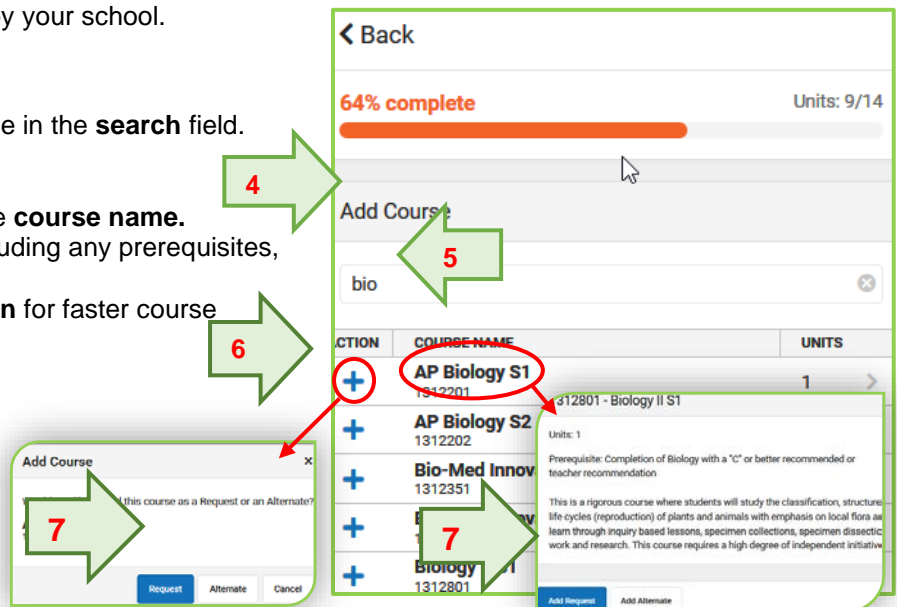 by your school.
e in the search field.
e course name.
luding any prerequisites,
n for faster course
Back
64% complete
Units: 9/14
4
Add Course
5
bio
6
CTION COURSE NAME UNITS
AP Biology S1 1
1312201
AP Biology S2
1312202
Bio-Med Innov
1312351
Biology
1312801
Add Course ×
this course as a Request or an Alternate?
7
Request Alternate Cancel
1312801 - Biology II S1
Units: 1
Prerequisite: Completion of Biology with a "C" or better recommended or
teacher recommendation
This is a rigorous course where students will study the classification, structure
life cycles (reproduction) of plants and animals with emphasis on local flora
learn through inquiry based lessons, specimen collections, specimen dissectio
work and research. This course requires a high degree of independent initiative
7
Add Request Add Alternate